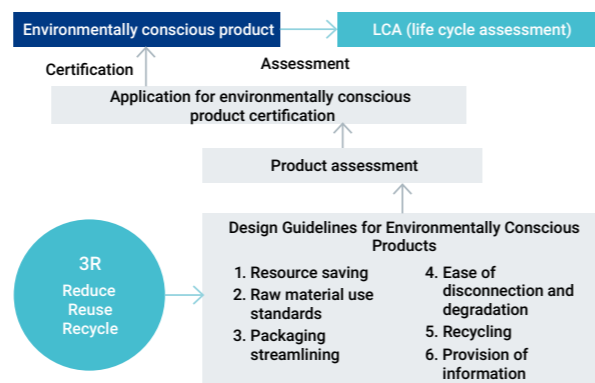 Environmentally conscious product
LCA (life cycle assessment)
Certification
Assessment
Application for environmentally conscious
product certification
Product assessment
3R
Reduce
Reuse
Recycle
Design Guidelines for Environmentally Conscious
Products
1. Resource saving
2. Raw material use
standards
3. Packaging
streamlining
4. Ease of
disconnection and
degradation
5. Recycling
6. Provision of
information